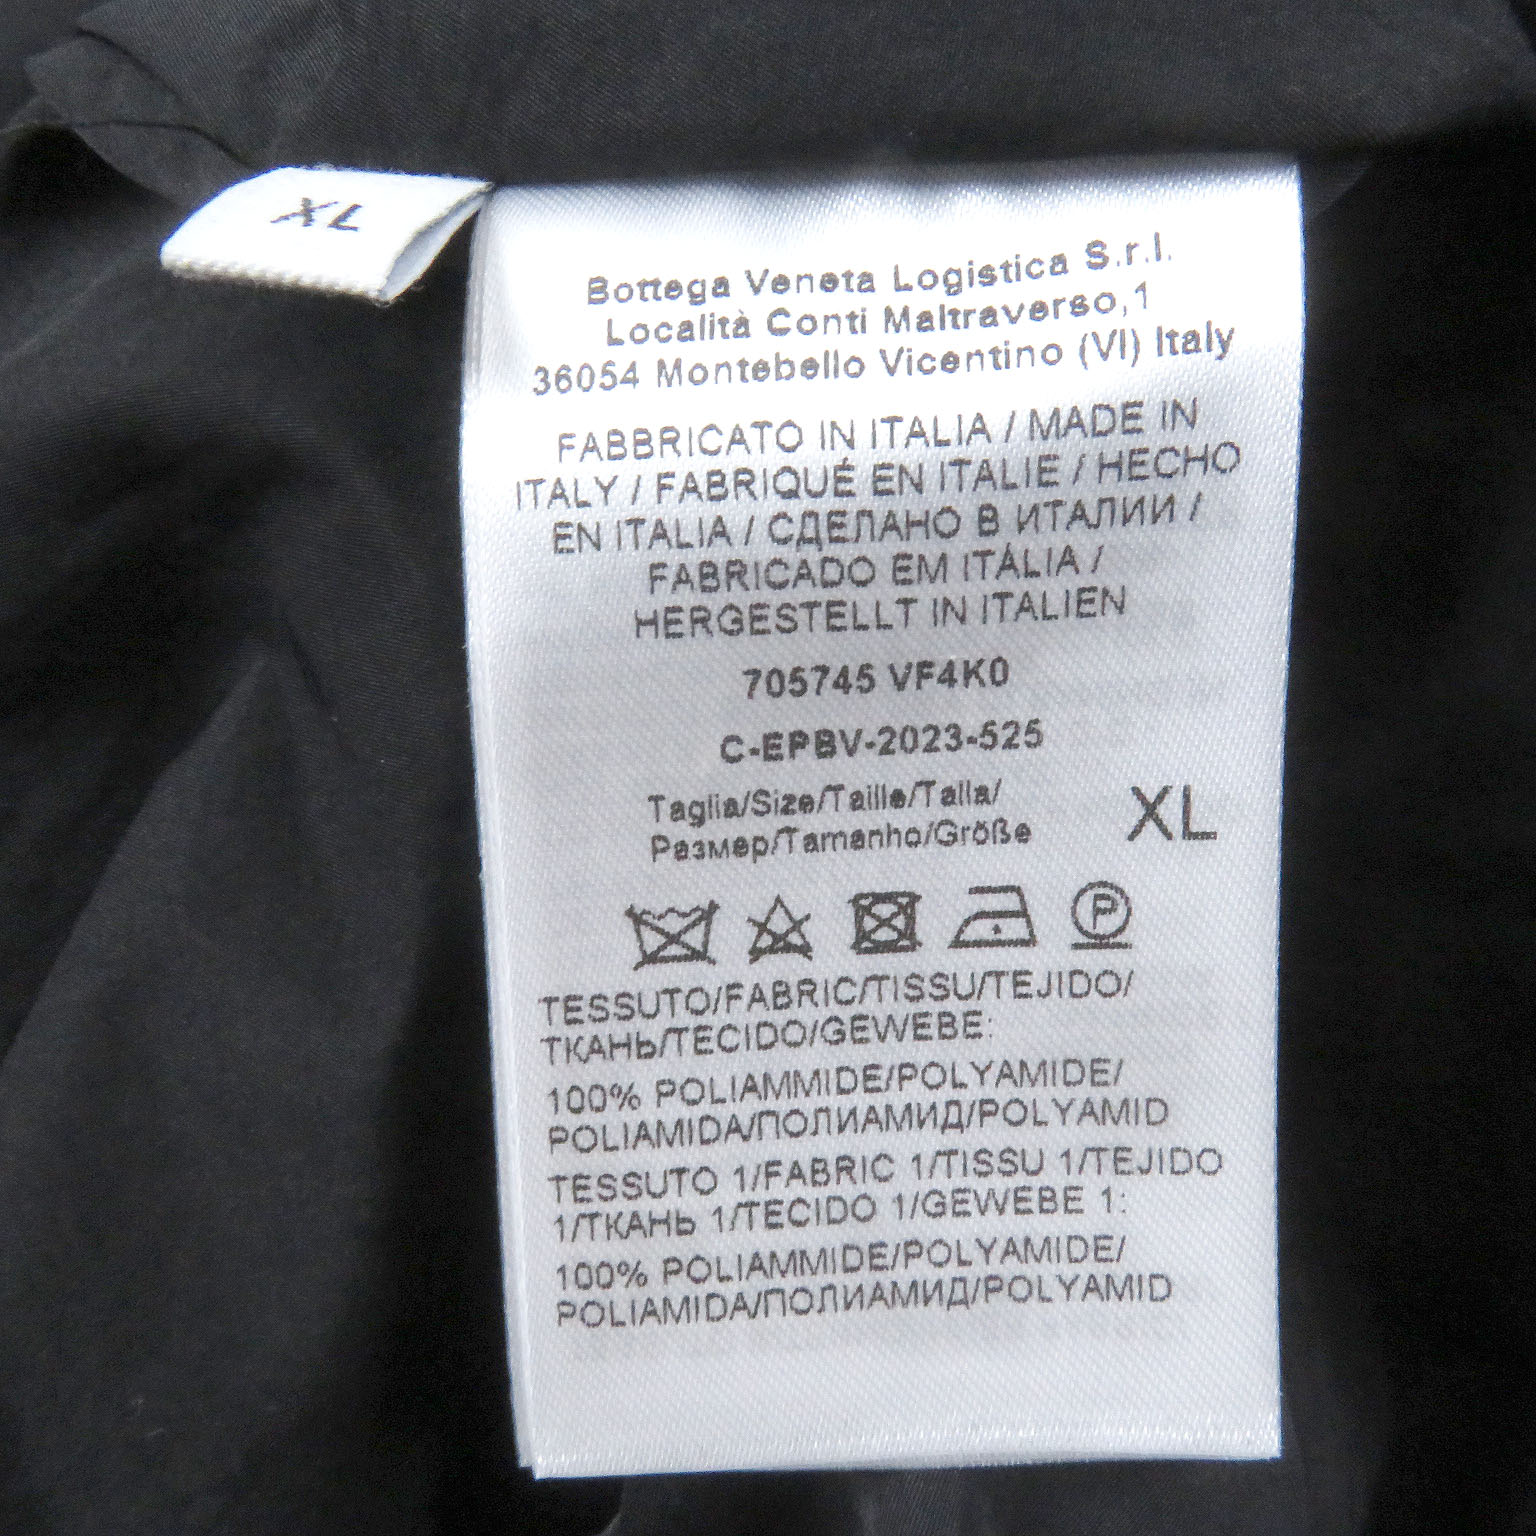 XL
Bottega Veneta Logistica S.r.l.
Località Conti Maltraverso,1
36054 Montebello Vicentino (VI) Italy
FABBRICATO IN ITALIA / MADE IN
ITALY / FABRIQUÉ EN ITALIE / HECHO
EN ITALIA / СДЕЛАНО В ИТАЛИИ /
FABRICADO EM ITÁLIA /
HERGESTELLT IN ITALIEN
705745 VF4K0
C-EPBV-2023-525
Taglia/Size/Taille/Talla/
Размер/Tamanho/Größe
XL
P
TESSUTO/FABRIC/TISSU/TEJIDO/
ТКАНЬ/TECIDO/GEWEBE:
100% POLIAMMIDE/POLYAMIDE/
POLIAMIDA/ПОЛИАМИД/POLYAMID
TESSUTO 1/FABRIC 1/TISSU 1/TEJIDO
1/ТКАНЬ 1/TECIDO 1/GEWEBE 1:
100% POLIAMMIDE/POLYAMIDE/
POLIAMIDA/ПОЛИАМИД/POLYAMID